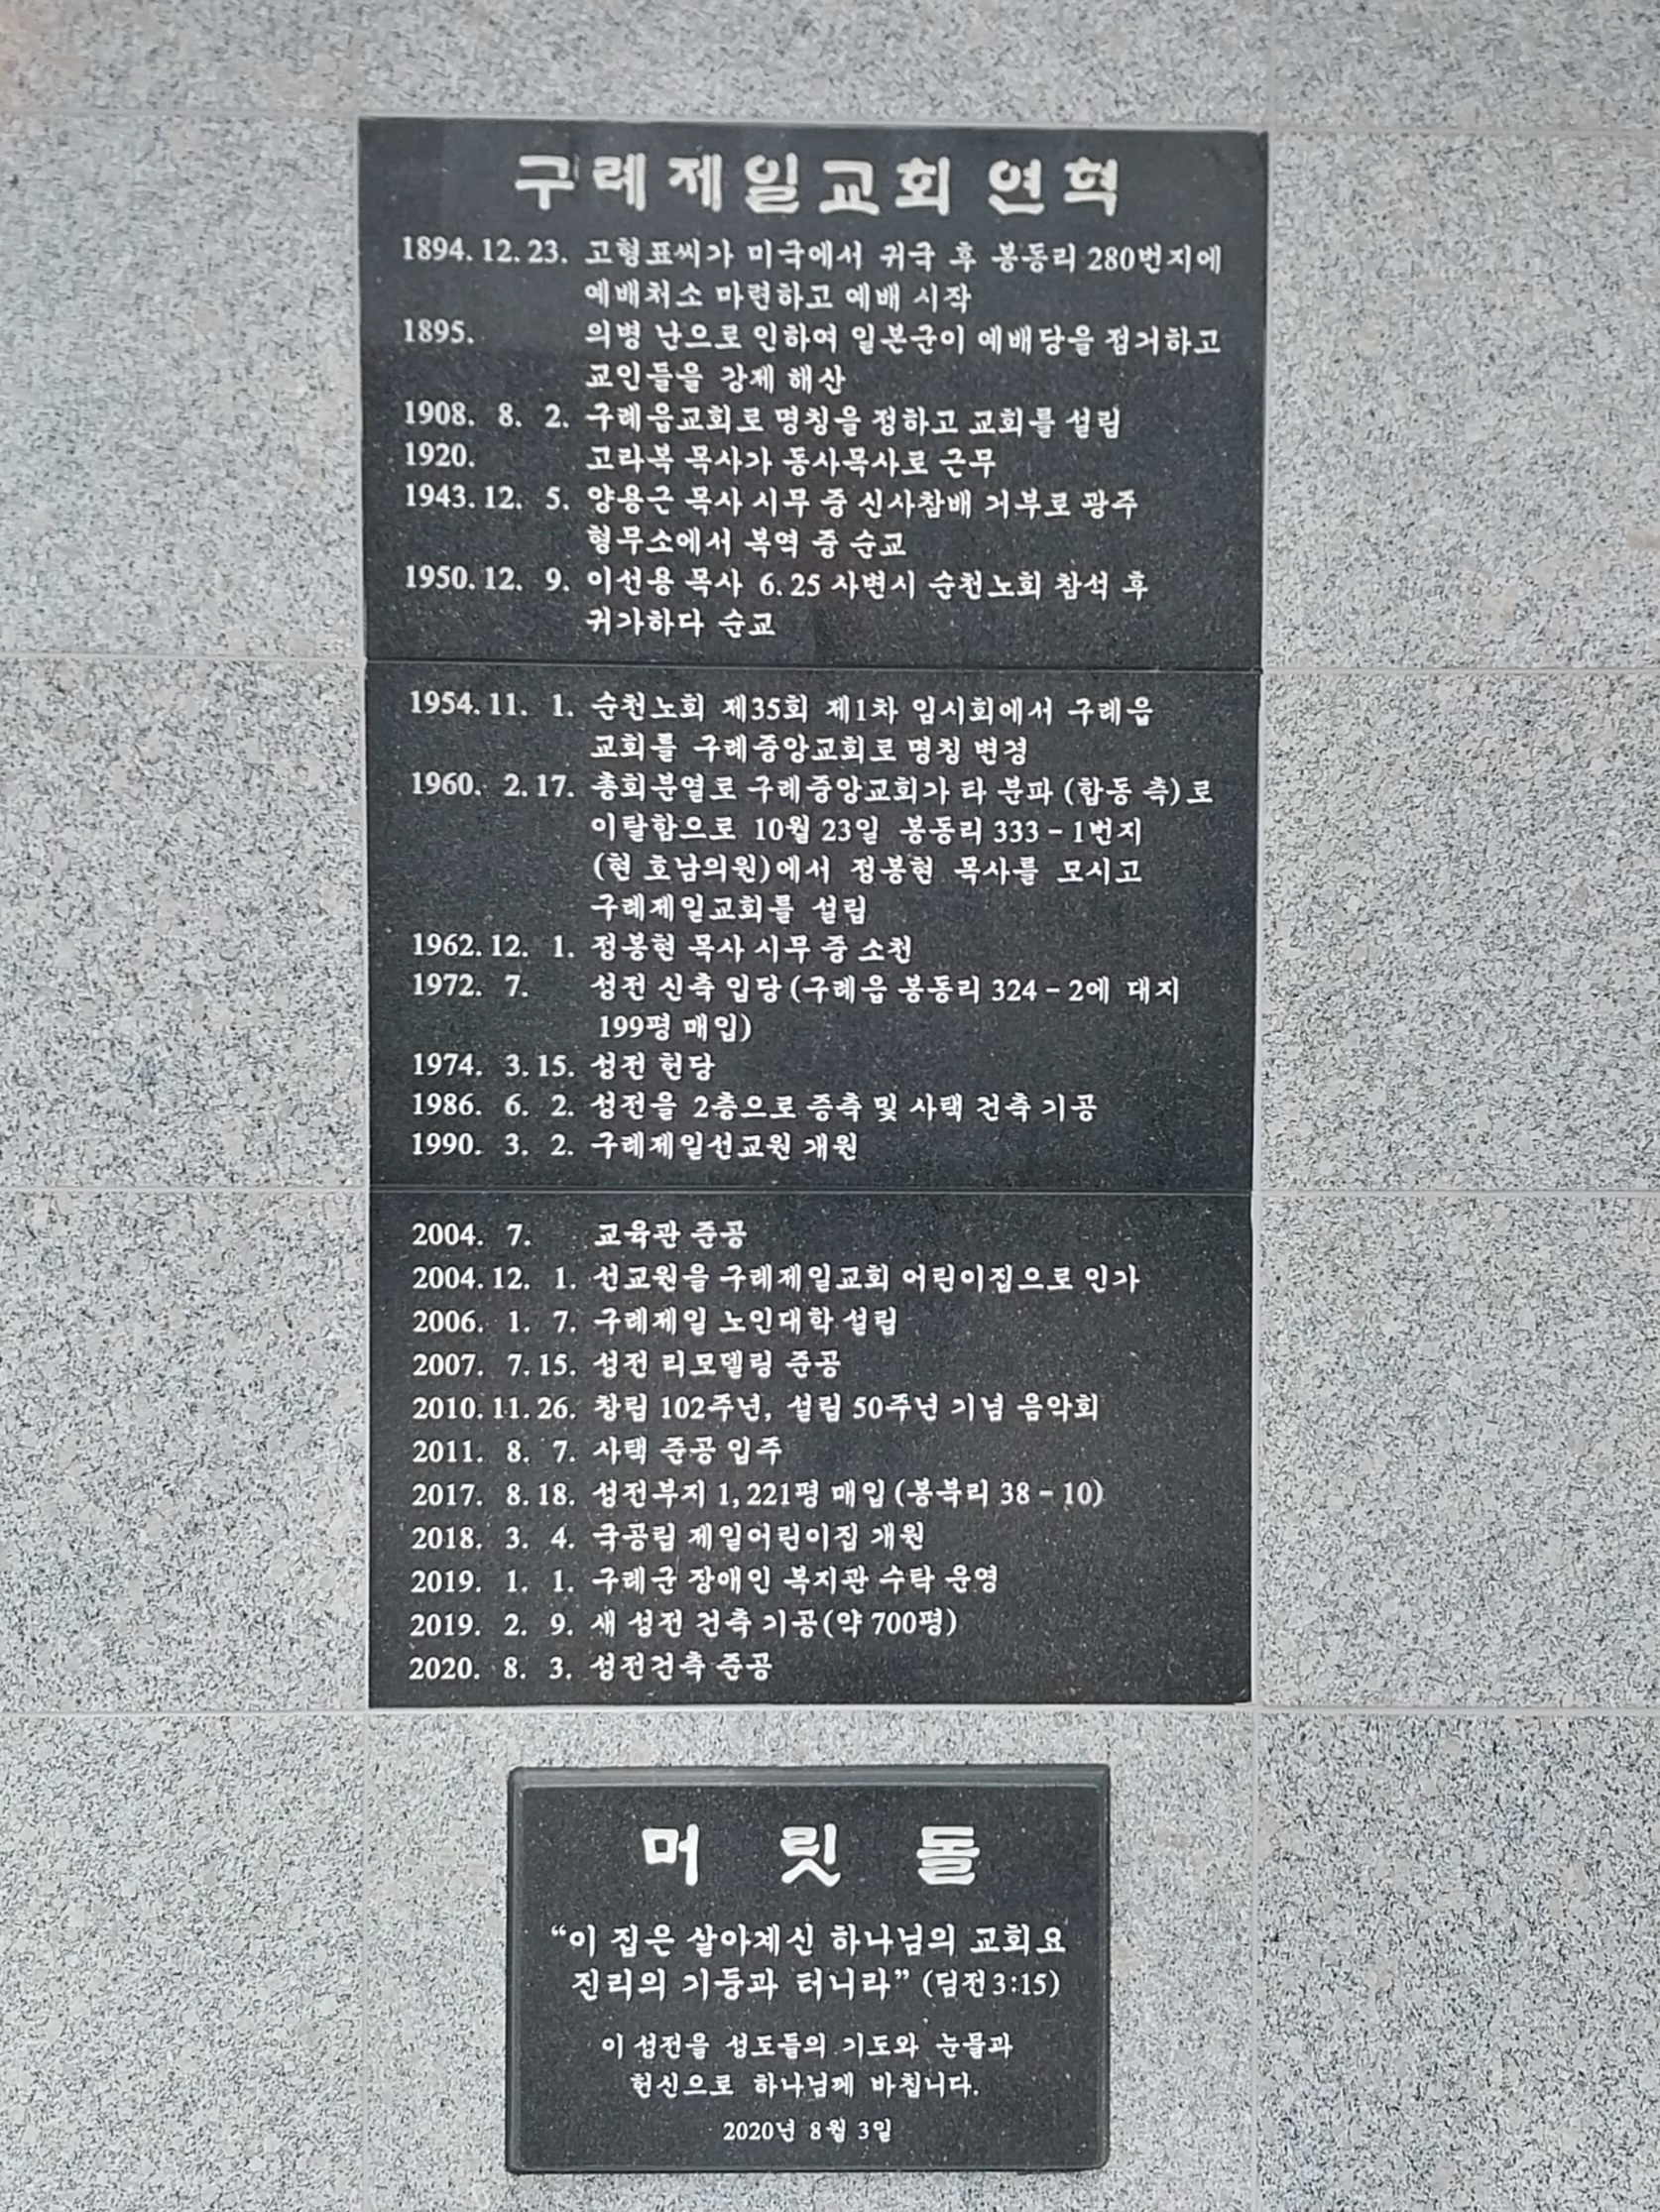 구례제일교회 연혁
1894. 12. 23. 고형표씨가 미국에서 귀국 후 봉동리 280번지에
예배처소 마련하고 예배 시작
1895. 의병 난으로 인하여 일본군이 예배당을 점거하고
교인들을 강제 해산
1908. 8. 2. 구례읍교회로 명칭을 정하고 교회를 설립
1920. 고라복 목사가 동사목사로 근무
1943. 12. 5. 양용근 목사 시무 중 신사참배 거부로 광주
형무소에서 복역 중 순교
1950. 12. 9. 이선용 목사 6.25 사변시 순천노회 참석 후
귀가하다 순교
1954. 11. 1. 순천노회 제35회 제1차 임시회에서 구례읍
교회를 구례중앙교회로 명칭 변경
1960. 2. 17. 총회분열로 구례중앙교회가 타 분파 (합동 측)로
이탈함으로 10월 23일 봉동리 333 - 1번지
(현 호남의원)에서 정봉현 목사를 모시고
구례제일교회를 설립
1962. 12. 1. 정봉현 목사 시무 중 소천
1972. 7. 성전 신축 입당 (구례읍 봉동리 324 - 2에 대지
199평 매입)
1974. 3. 15. 성전 헌당
1986. 6. 2. 성전을 2층으로 증축 및 사택 건축 기공
1990. 3. 2. 구례제일선교원 개원
2004. 7. 교육관 준공
2004. 12. 1. 선교원을 구례제일교회 어린이집으로 인가
2006. 1. 7. 구례제일 노인대학 설립
2007. 7. 15. 성전 리모델링 준공
2010. 11. 26. 창립 102주년, 설립 50주년 기념 음악회
2011. 8. 7. 사택 준공 입주
2017. 8. 18. 성전부지 1,221평 매입 (봉북리 38 - 10)
2018. 3. 4. 국공립 제일어린이집 개원
2019. 1. 1. 구례군 장애인 복지관 수탁 운영
2019. 2. 9. 새 성전 건축 기공(약 700평)
2020. 8. 3. 성전건축 준공
머릿돌
“이 집은 살아계신 하나님의 교회요
진리의 기둥과 터니라” (딤전3:15)
이 성전을 성도들의 기도와 눈물과
헌신으로 하나님께 바칩니다.
2020년 8월 3일